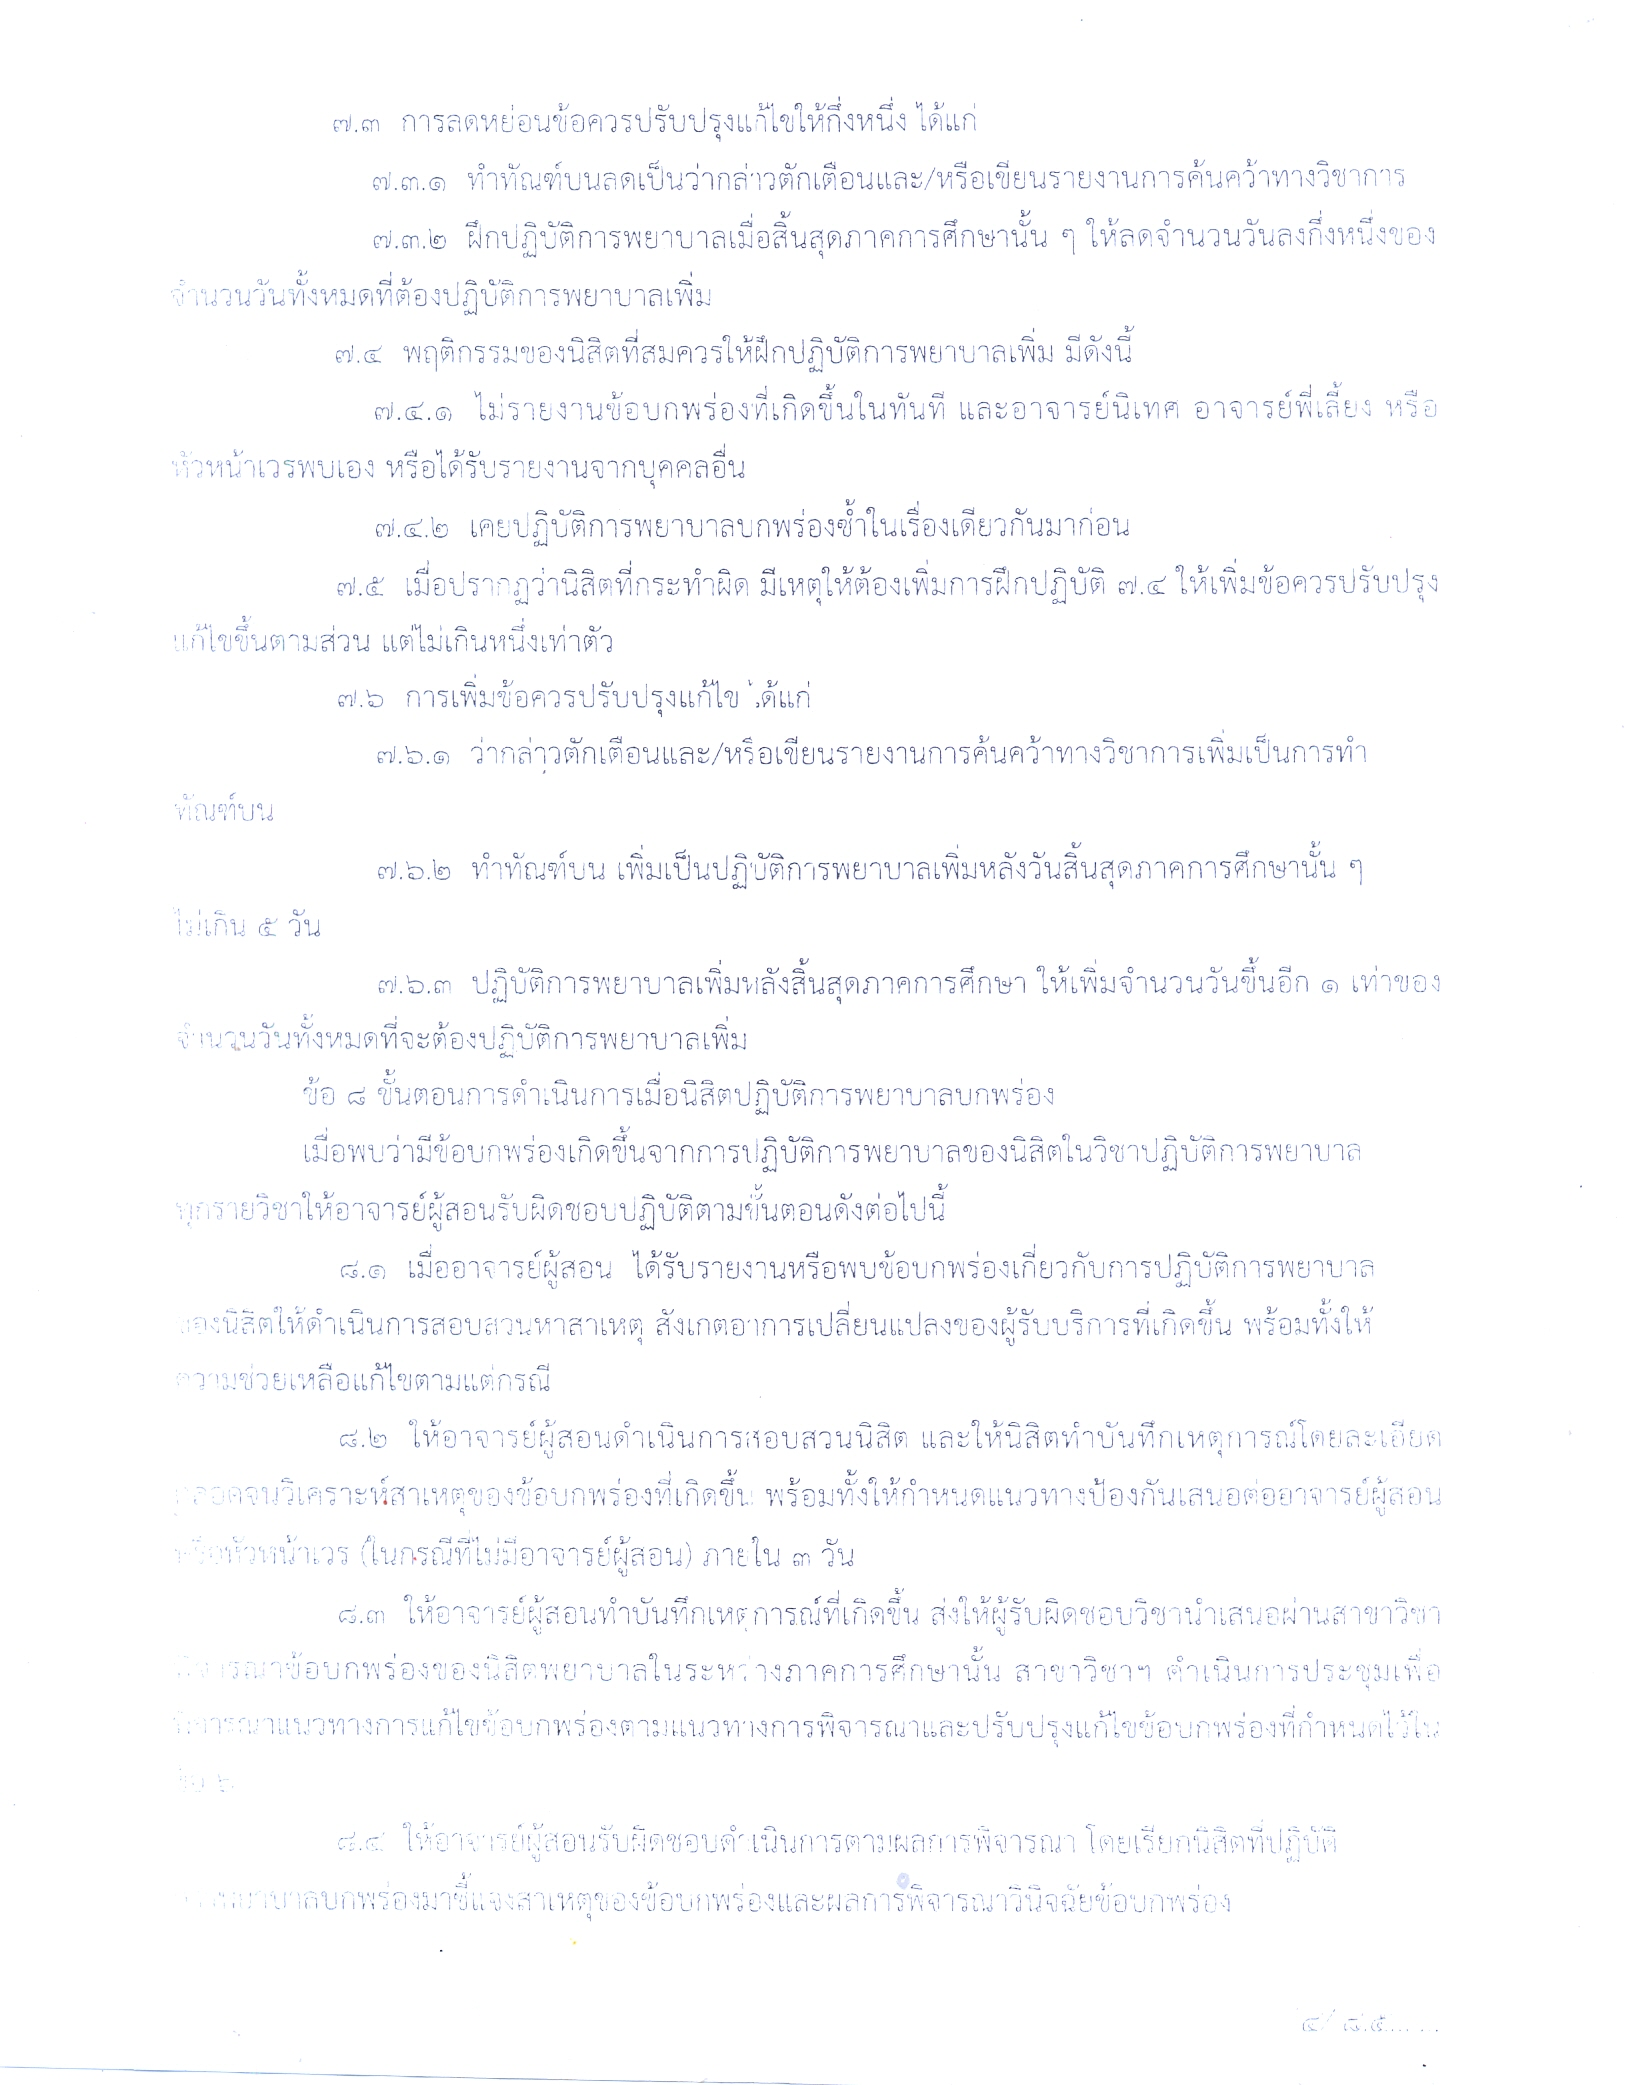 ๗.๓ การลดหย่อนข้อควรปรับปรุงแก้ไขให้กึ่งหนึ่ง ได้แก่
๗.๓.๑ ทำทัณฑ์บนลดเป็นว่ากล่าวตักเตือนและ/หรือเขียนรายงานการค้นคว้าทางวิชาการ
๗.๓.๒ ฝึกปฏิบัติการพยาบาลเมื่อสิ้นสุดภาคการศึกษานั้น ๆ ให้ลดจำนวนวันลงกึ่งหนึ่งของ
จำนวนวันทั้งหมดที่ต้องปฏิบัติการพยาบาลเพิ่ม
๗.๔ พฤติกรรมของนิสิตที่สมควรให้ฝึกปฏิบัติการพยาบาลเพิ่ม มีดังนี้
๗.๔.๑ ไม่รายงานข้อบกพร่องที่เกิดขึ้นในทันที และอาจารย์นิเทศ อาจารย์พี่เลี้ยง หรือ
หัวหน้าเวรพบเอง หรือได้รับรายงานจากบุคคลอื่น
๗.๔.๒ เคยปฏิบัติการพยาบาลบกพร่องซ้ำในเรื่องเดียวกันมาก่อน
๗.๕ เมื่อปรากฏว่านิสิตที่กระทำผิด มีเหตุให้ต้องเพิ่มการฝึกปฏิบัติ ๗.๔ ให้เพิ่มข้อควรปรับปรุง
แก้ไขขึ้นตามส่วน แต่ไม่เกินหนึ่งเท่าตัว
๗.๖ การเพิ่มข้อควรปรับปรุงแก้ไข ได้แก่
๗.๖.๑ ว่ากล่าวตักเตือนและ/หรือเขียนรายงานการค้นคว้าทางวิชาการเพิ่มเป็นการทำ
ทัณฑ์บน
๗.๖.๒ ทำทัณฑ์บน เพิ่มเป็นปฏิบัติการพยาบาลเพิ่มหลังวันสิ้นสุดภาคการศึกษานั้น ๆ
ไม่เกิน ๕ วัน
๗.๖.๓ ปฏิบัติการพยาบาลเพิ่มหลังสิ้นสุดภาคการศึกษา ให้เพิ่มจำนวนวันขึ้นอีก ๑ เท่าของ
จำนวนวันทั้งหมดที่จะต้องปฏิบัติการพยาบาลเพิ่ม
ข้อ ๘ ขั้นตอนการดำเนินการเมื่อนิสิตปฏิบัติการพยาบาลบกพร่อง
เมื่อพบว่ามีข้อบกพร่องเกิดขึ้นจากการปฏิบัติการพยาบาลของนิสิตในวิชาปฏิบัติการพยาบาล
ทุกรายวิชาให้อาจารย์ผู้สอนรับผิดชอบปฏิบัติตามขั้นตอนดังต่อไปนี้
๘.๑ เมื่ออาจารย์ผู้สอน ได้รับรายงานหรือพบข้อบกพร่องเกี่ยวกับการปฏิบัติการพยาบาล
ของนิสิตให้ดำเนินการสอบสวนหาสาเหตุ สังเกตอาการเปลี่ยนแปลงของผู้รับบริการที่เกิดขึ้น พร้อมทั้งให้
ความช่วยเหลือแก้ไขตามแต่กรณี
๘.๒ ให้อาจารย์ผู้สอนดำเนินการสอบสวนนิสิต และให้นิสิตทำบันทึกเหตุการณ์โดยละเอียด
ตลอดจนวิเคราะห์สาเหตุของข้อบกพร่องที่เกิดขึ้น พร้อมทั้งให้กำหนดแนวทางป้องกันเสนอต่ออาจารย์ผู้สอน
หรือหัวหน้าเวร (ในกรณีที่ไม่มีอาจารย์ผู้สอน) ภายใน ๓ วัน
๘.๓ ให้อาจารย์ผู้สอนทำบันทึกเหตุการณ์ที่เกิดขึ้น ส่งให้ผู้รับผิดชอบวิชานำเสนอผ่านสาขาวิชา
พิจารณาข้อบกพร่องของนิสิตพยาบาลในระหว่างภาคการศึกษานั้น สาขาวิชาฯ ดำเนินการประชุมเพื่อ
พิจารณาแนวทางการแก้ไขข้อบกพร่องตามแนวทางการพิจารณาและปรับปรุงแก้ไขข้อบกพร่องที่กำหนดไว้ใน
ข้อ ๖
๘.๔ ให้อาจารย์ผู้สอนรับผิดชอบดำเนินการตามผลการพิจารณา โดยเรียกนิสิตที่ปฏิบัติ
การพยาบาลบกพร่องมาชี้แจงสาเหตุของข้อบกพร่องและผลการพิจารณาวินิจฉัยข้อบกพร่อง
๔/ ๘.๕......